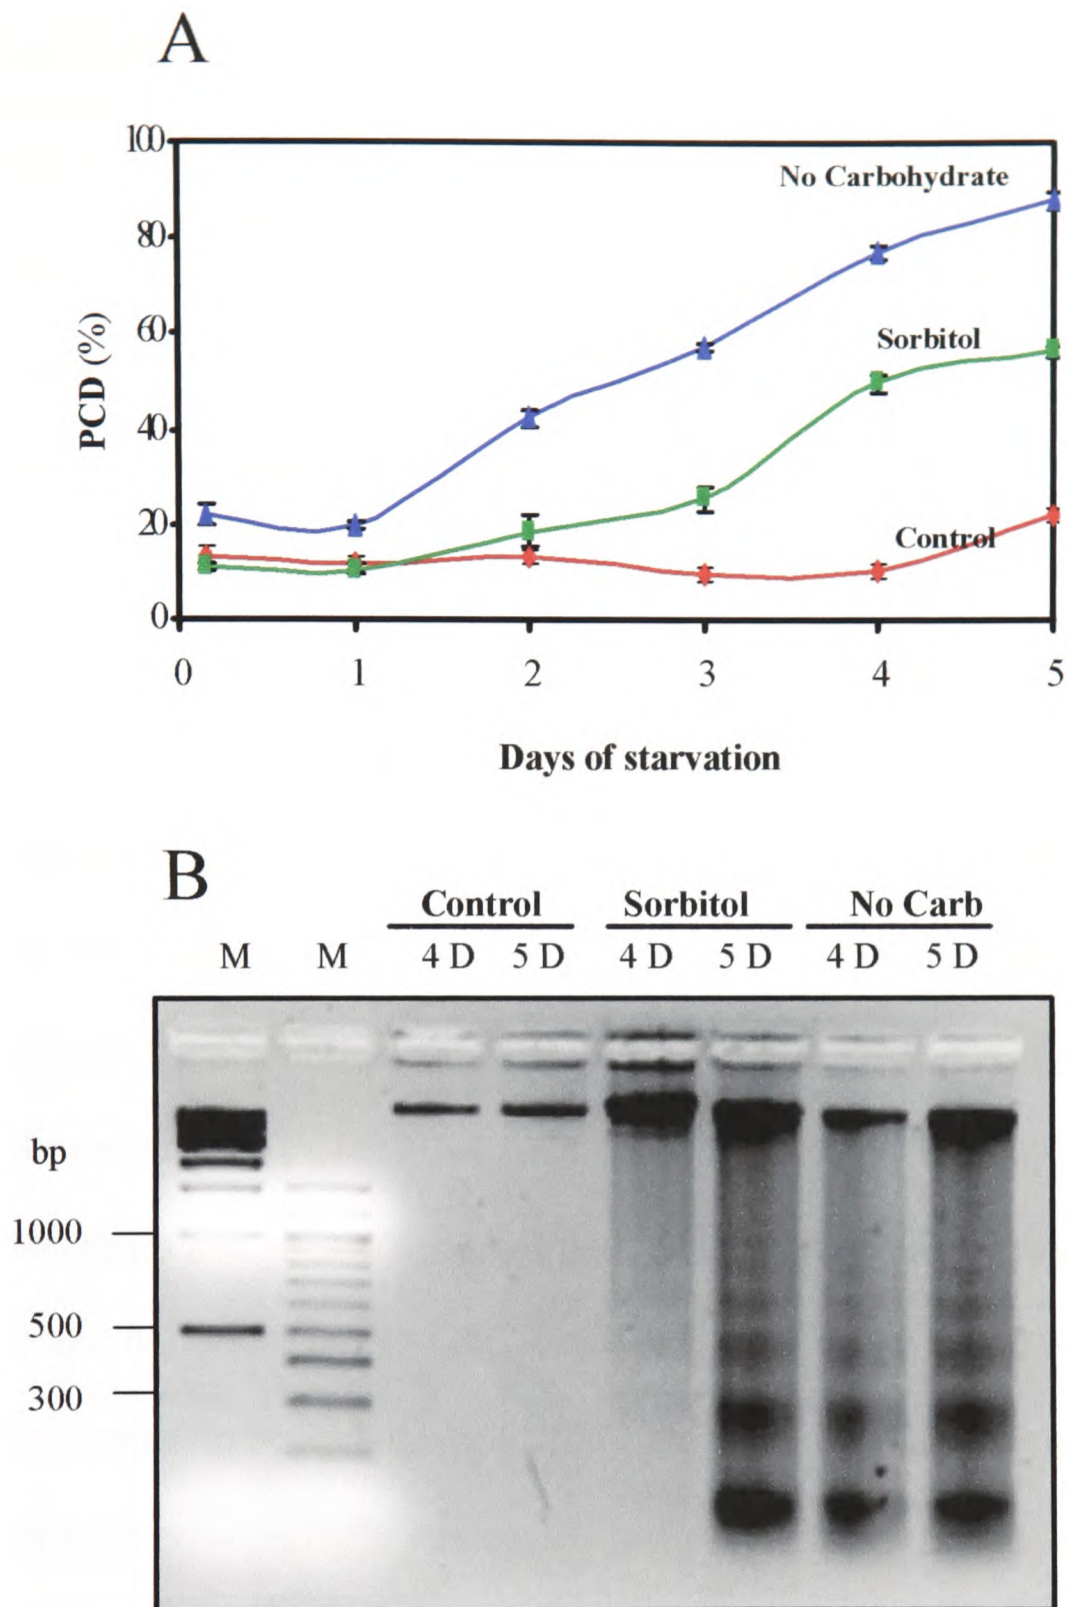 A
100
80
60
40
20
0
PCD (%)
No Carbohydrate
Sorbitol
Control
0 1 2 3 4 5
Days of starvation
B
Control Sorbitol No Carb
M M 4 D 5 D 4 D 5 D 4 D 5 D
bp
1000
500
300